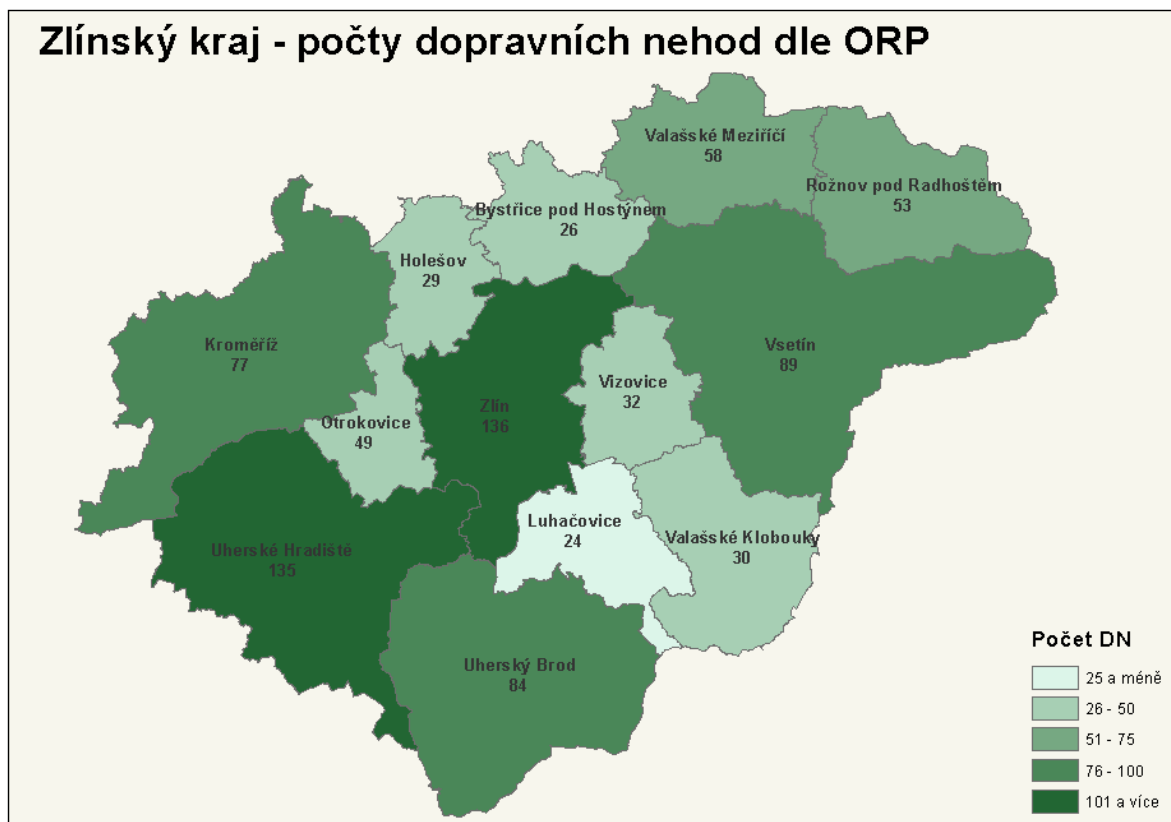 Zlínský kraj - počty dopravních nehod dle ORP
Valašské Meziříčí
58
Rožnov pod Radhoštěm
53
Bystřice pod Hostýnem
26
Holešov
29
Kroměříž
77
Vsetín
89
Vizovice
32
Zlín
136
Otrokovice
49
Luhačovice
24
Valašské Klobouky
30
Uherské Hradiště
135
Uherský Brod
84
Počet DN
25 a méně
26 - 50
51 - 75
76 - 100
101 a více